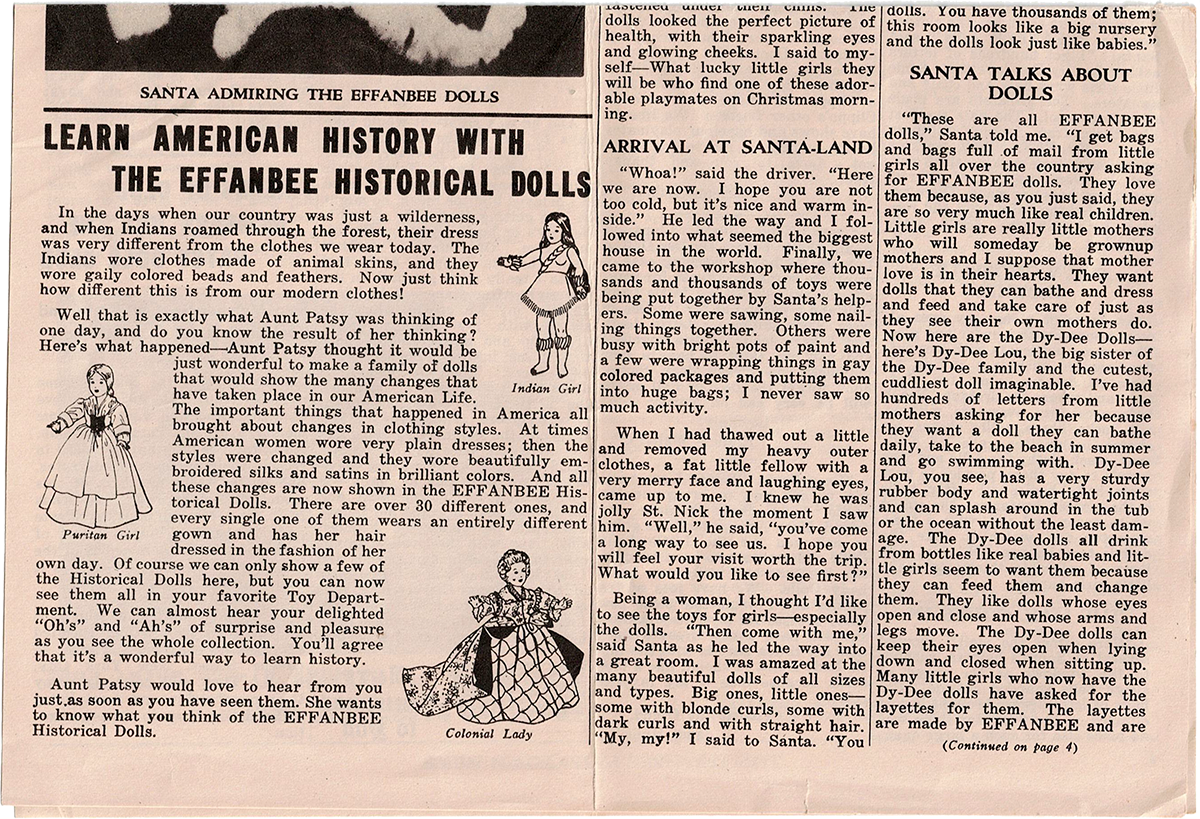 SANTA ADMIRING THE EFFANBEE DOLLS
LEARN AMERICAN HISTORY WITH
THE EFFANBEE HISTORICAL DOLLS
In the days when our country was just a wilderness,
and when Indians roamed through the forest, their dress
was very different from the clothes we wear today. The
Indians wore clothes made of animal skins, and they
wore gaily colored beads and feathers. Now just think
how different this is from our modern clothes!
Well that is exactly what Aunt Patsy was thinking of
one day, and do you know the result of her thinking?
Here's what happened—Aunt Patsy thought it would be
just wonderful to make a family of dolls
that would show the many changes that
have taken place in our American Life.
The important things that happened in America all
brought about changes in clothing styles. At times
American women wore very plain dresses; then the
styles were changed and they wore beautifully em-
broidered silks and satins in brilliant colors. And all
these changes are now shown in the EFFANBEE His-
torical Dolls. There are over 30 different ones, and
every single one of them wears an entirely different
gown and has her hair
dressed in the fashion of her
own day. Of course we can only show a few of
the Historical Dolls here, but you can now
see them all in your favorite Toy Depart-
ment. We can almost hear your delighted
"Oh's" and "Ah's" of surprise and pleasure
as you see the whole collection. You'll agree
that it's a wonderful way to learn history.
Aunt Patsy would love to hear from you
just as soon as you have seen them. She wants
to know what you think of the EFFANBEE
Historical Dolls.
Indian Girl
Puritan Girl
Colonial Lady
fastened under their chins. The
dolls looked the perfect picture of
health, with their sparkling eyes
and glowing cheeks. I said to my-
self—What lucky little girls they
will be who find one of these ador-
able playmates on Christmas morn-
ing.
ARRIVAL AT SANTA-LAND
"Whoa!" said the driver. "Here
we are now. I hope you are not
too cold, but it's nice and warm in-
side." He led the way and I fol-
lowed into what seemed the biggest
house in the world. Finally, we
came to the workshop where thou-
sands and thousands of toys were
being put together by Santa's help-
ers. Some were sawing, some nail-
ing things together. Others were
busy with bright pots of paint and
a few were wrapping things in gay
colored packages and putting them
into huge bags; I never saw so
much activity.
When I had thawed out a little
and removed my heavy outer
clothes, a fat little fellow with a
very merry face and laughing eyes,
came up to me. I knew he was
jolly St. Nick the moment I saw
him. "Well," he said, "you've come
a long way to see us. I hope you
will feel your visit worth the trip.
What would you like to see first?"
Being a woman, I thought I'd like
to see the toys for girls—especially
the dolls. "Then come with me,"
said Santa as he led the way into
a great room. I was amazed at the
many beautiful dolls of all sizes
and types. Big ones, little ones—
some with blonde curls, some with
dark curls and with straight hair.
"My, my!" I said to Santa. "You
dolls. You have thousands of them;
this room looks like a big nursery
and the dolls look just like babies."
SANTA TALKS ABOUT
DOLLS
"These are all EFFANBEE
dolls," Santa told me. "I get bags
and bags full of mail from little
girls all over the country asking
for EFFANBEE dolls. They love
them because, as you just said, they
are so very much like real children.
Little girls are really little mothers
who will someday be grownup
mothers and I suppose that mother
love is in their hearts. They want
dolls that they can bathe and dress
and feed and take care of just as
they see their own mothers do.
Now here are the Dy-Dee Dolls—
here's Dy-Dee Lou, the big sister of
the Dy-Dee family and the cutest,
cuddliest doll imaginable. I've had
hundreds of letters from little
mothers asking for her because
they want a doll they can bathe
daily, take to the beach in summer
and go swimming with. Dy-Dee
Lou, you see, has a very sturdy
rubber body and watertight joints
and can splash around in the tub
or the ocean without the least dam-
age. The Dy-Dee dolls all drink
from bottles like real babies and lit-
tle girls seem to want them because
they can feed them and change
them. They like dolls whose eyes
open and close and whose arms and
legs move. The Dy-Dee dolls can
keep their eyes open when lying
down and closed when sitting up.
Many little girls who now have the
Dy-Dee dolls have asked for the
layettes for them. The layettes
are made by EFFANBEE and are
(Continued on page 4)